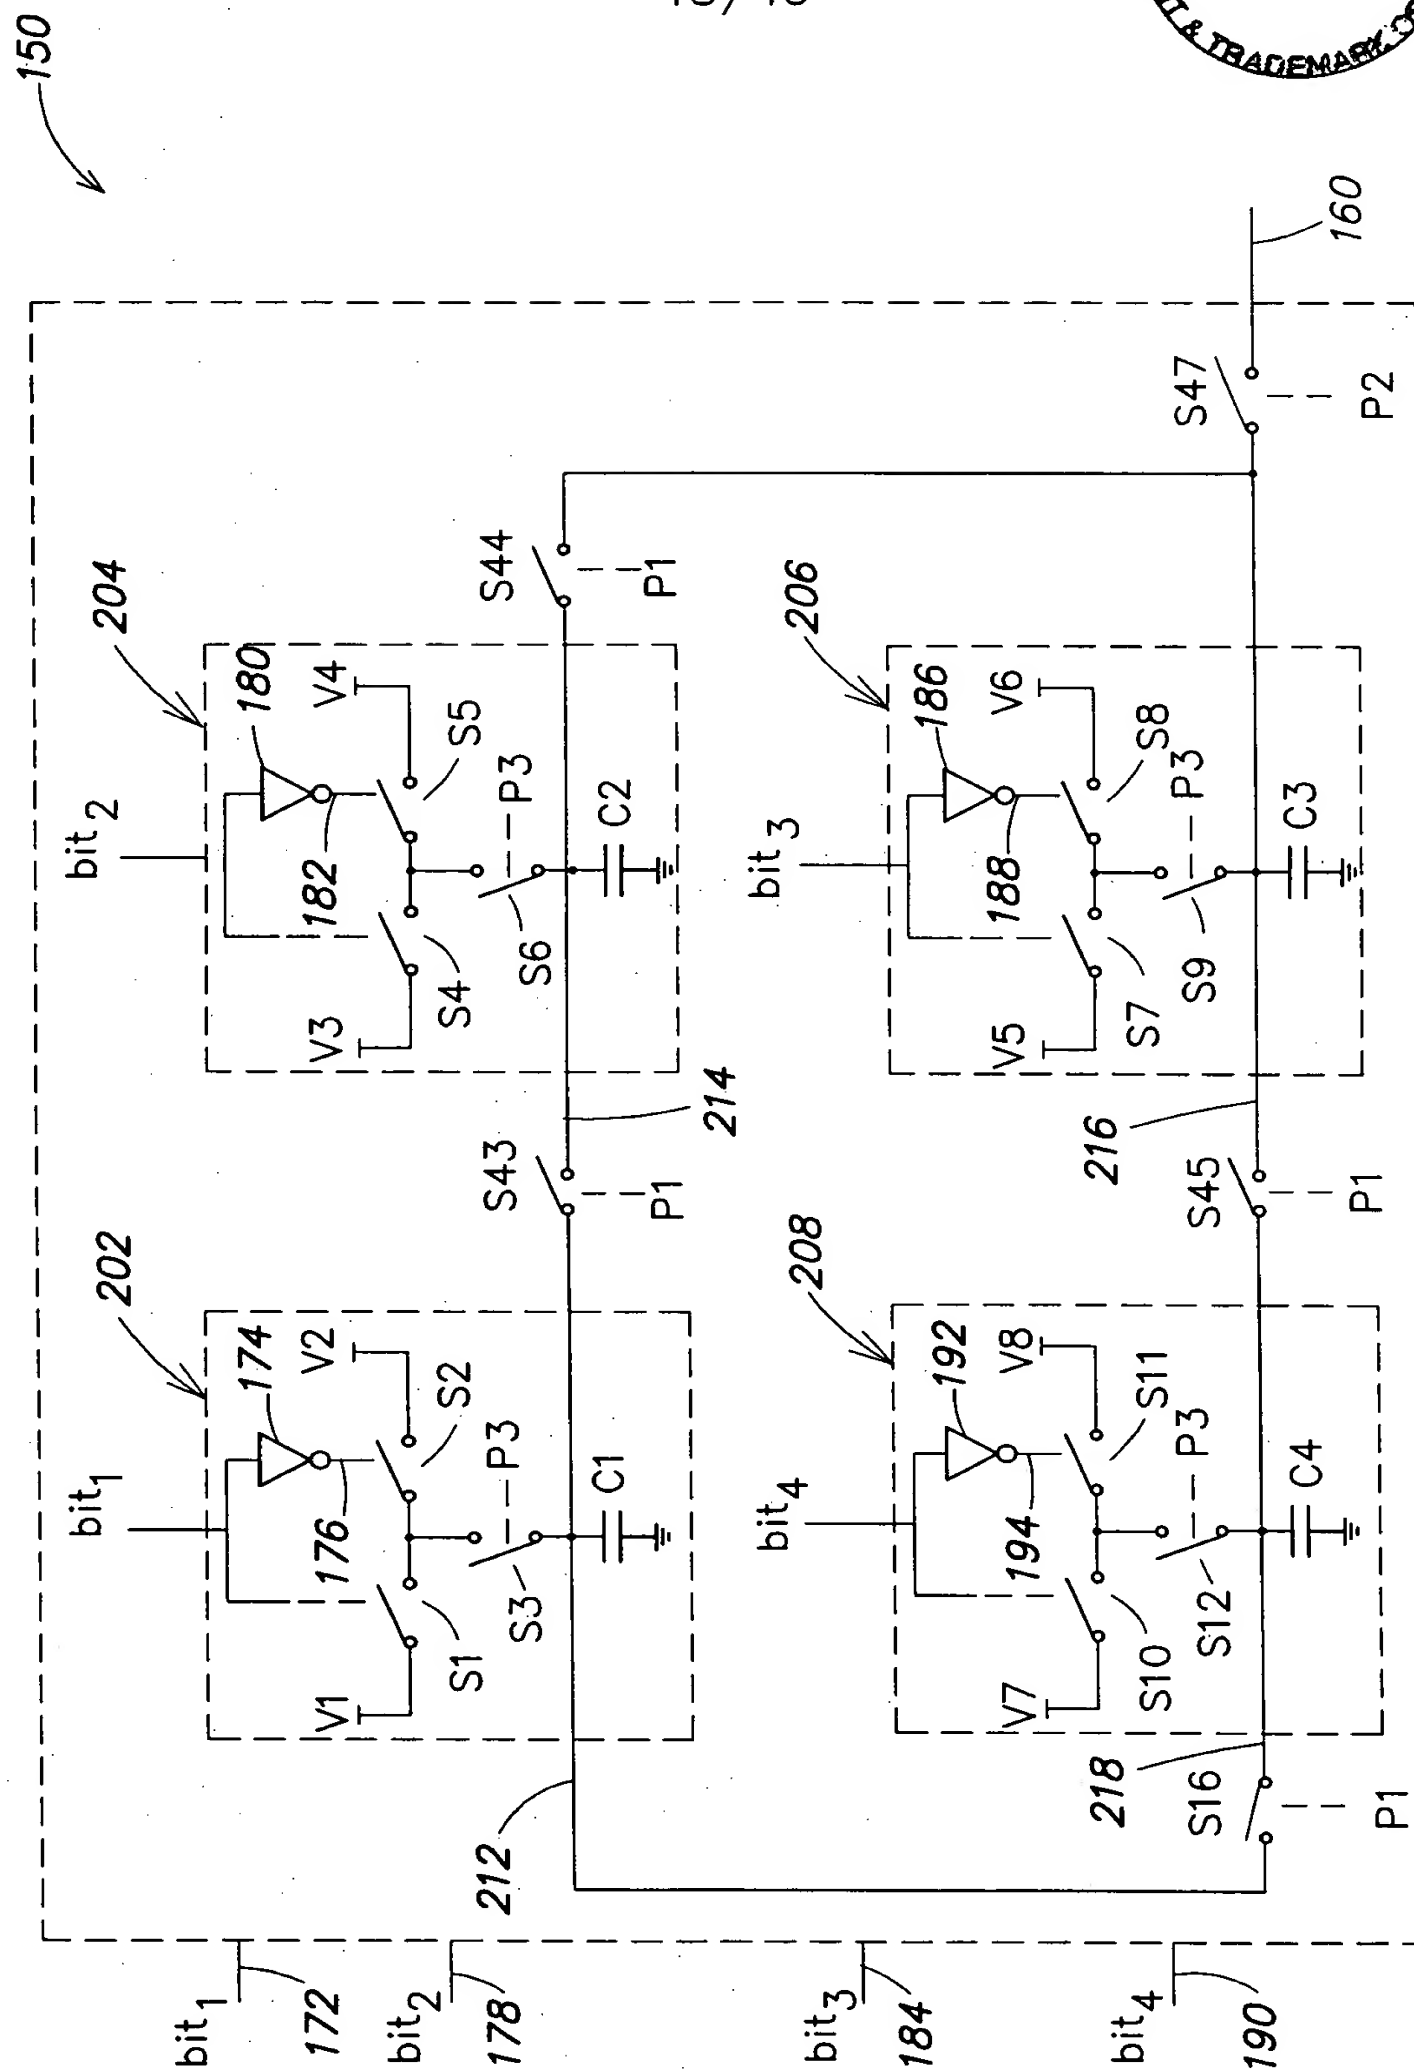 150
bit2
204
180
V4
182
S5
V3
S4
S6
P3
C2
S44
P1
214
S43
P1
bit1
202
174
V2
176
S2
V1
S1
S3
P3
C1
212
bit3
206
186
V6
188
S8
V5
S7
S9
P3
C3
216
S45
P1
S47
P2
160
bit4
208
192
V8
194
S11
V7
S10
S12
P3
C4
218
S16
P1
bit1
172
bit2
178
bit3
184
bit4
190
& TRADEMARK